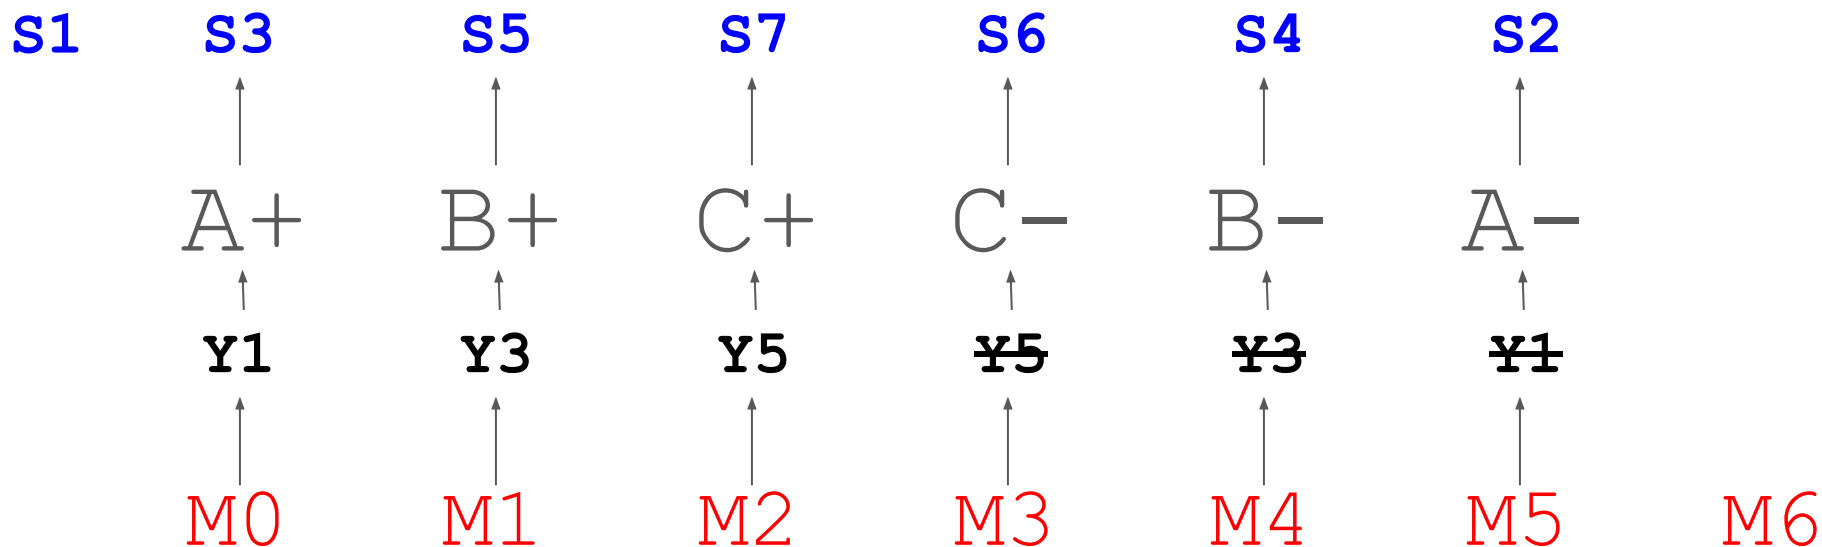 S1 S3 S5 S7 S6 S4 S2
A+ B+ C+ C- B- A-
Y1 Y3 Y5 Y5 Y3 Y1
M0 M1 M2 M3 M4 M5 M6